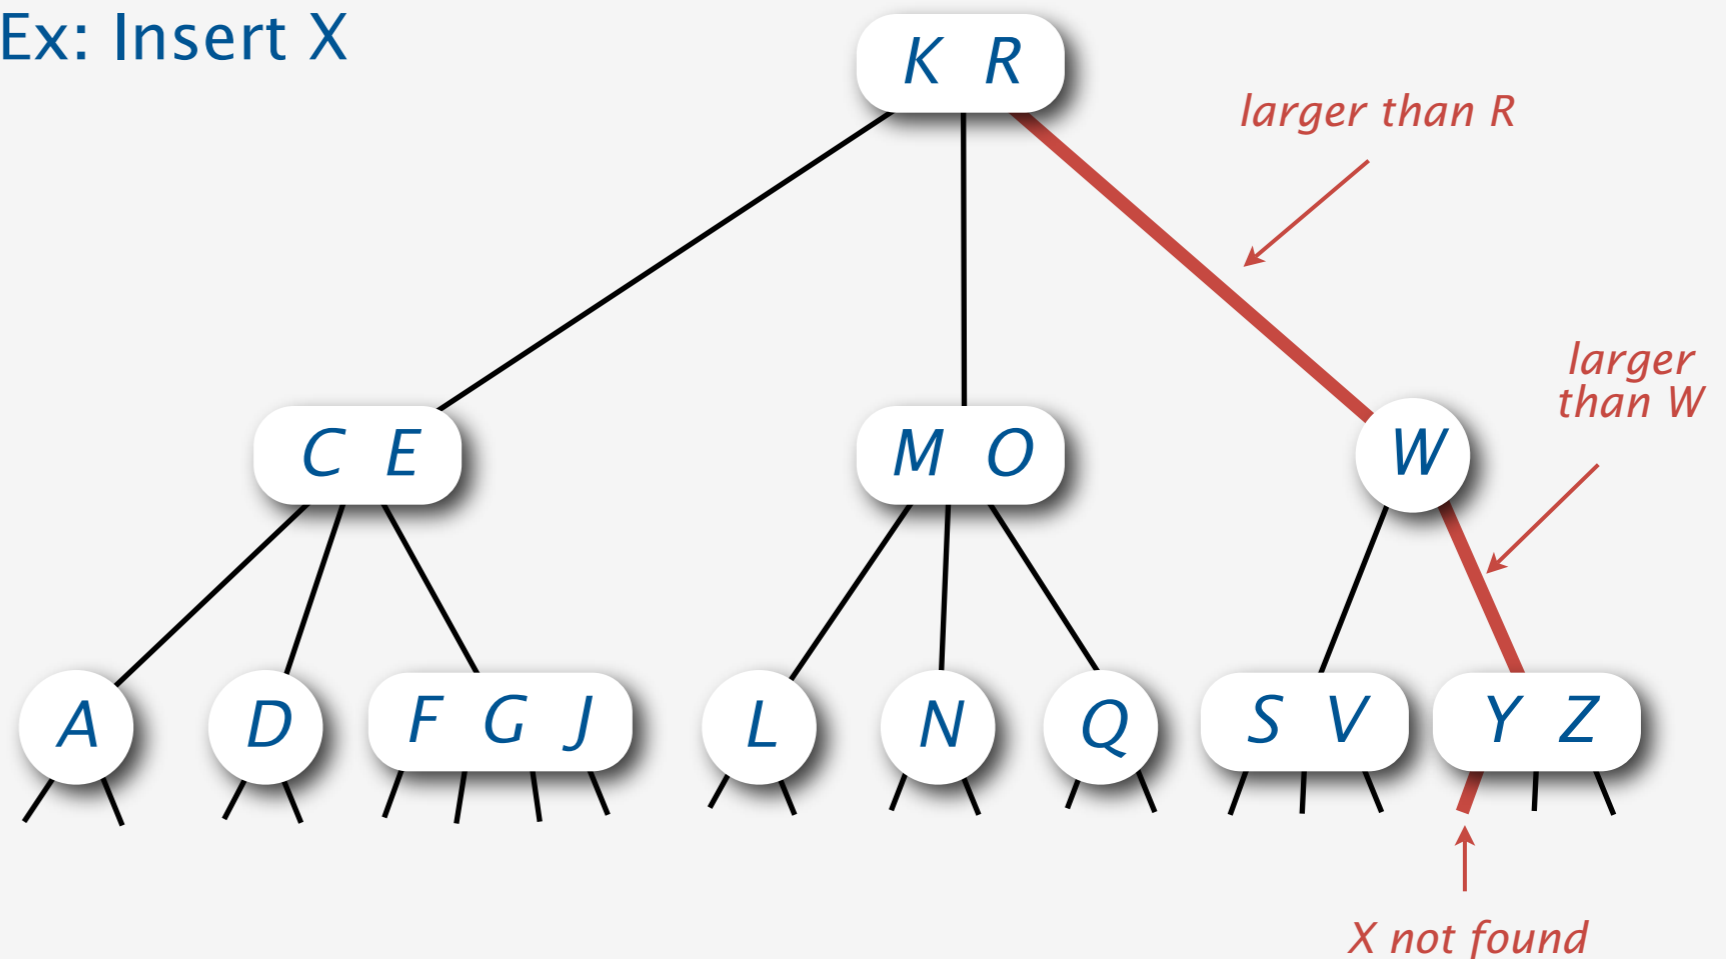 Ex: Insert X
K R
larger than R
larger
than W
C E
M O
W
A
D
F G J
L
N
Q
S V
Y Z
X not found